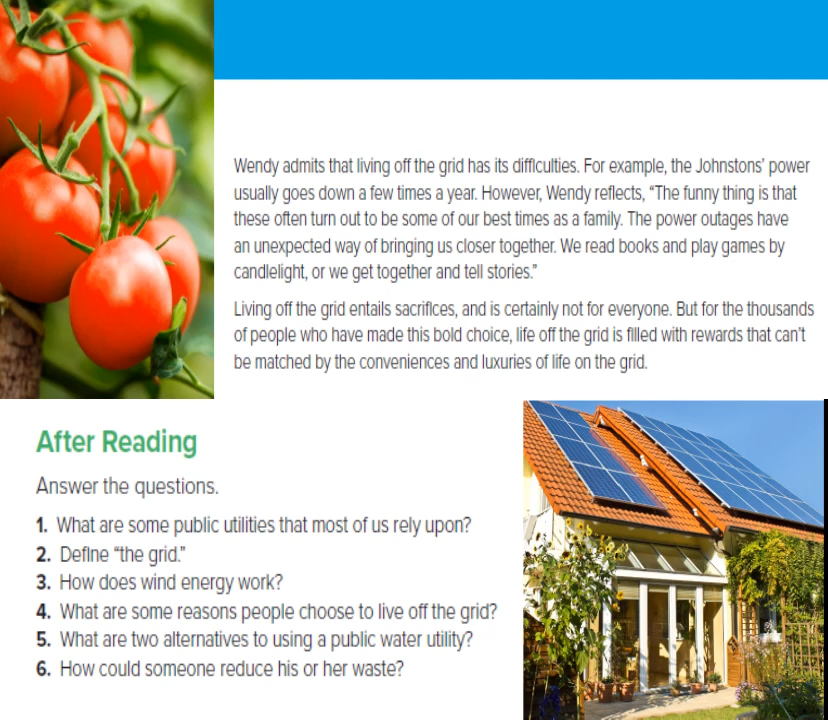 Wendy admits that living off the grid has its difficulties. For example, the Johnstons' power
usually goes down a few times a year. However, Wendy reflects, "The funny thing is that
these often turn out to be some of our best times as a family. The power outages have
an unexpected way of bringing us closer together. We read books and play games by
candlelight, or we get together and tell stories."
Living off the grid entails sacrifices, and is certainly not for everyone. But for the thousands
of people who have made this bold choice, life off the grid is filled with rewards that can't
be matched by the conveniences and luxuries of life on the grid.
After Reading
Answer the questions.
1. What are some public utilities that most of us rely upon?
2. Define "the grid."
3. How does wind energy work?
4. What are some reasons people choose to live off the grid?
5. What are two alternatives to using a public water utility?
6. How could someone reduce his or her waste?